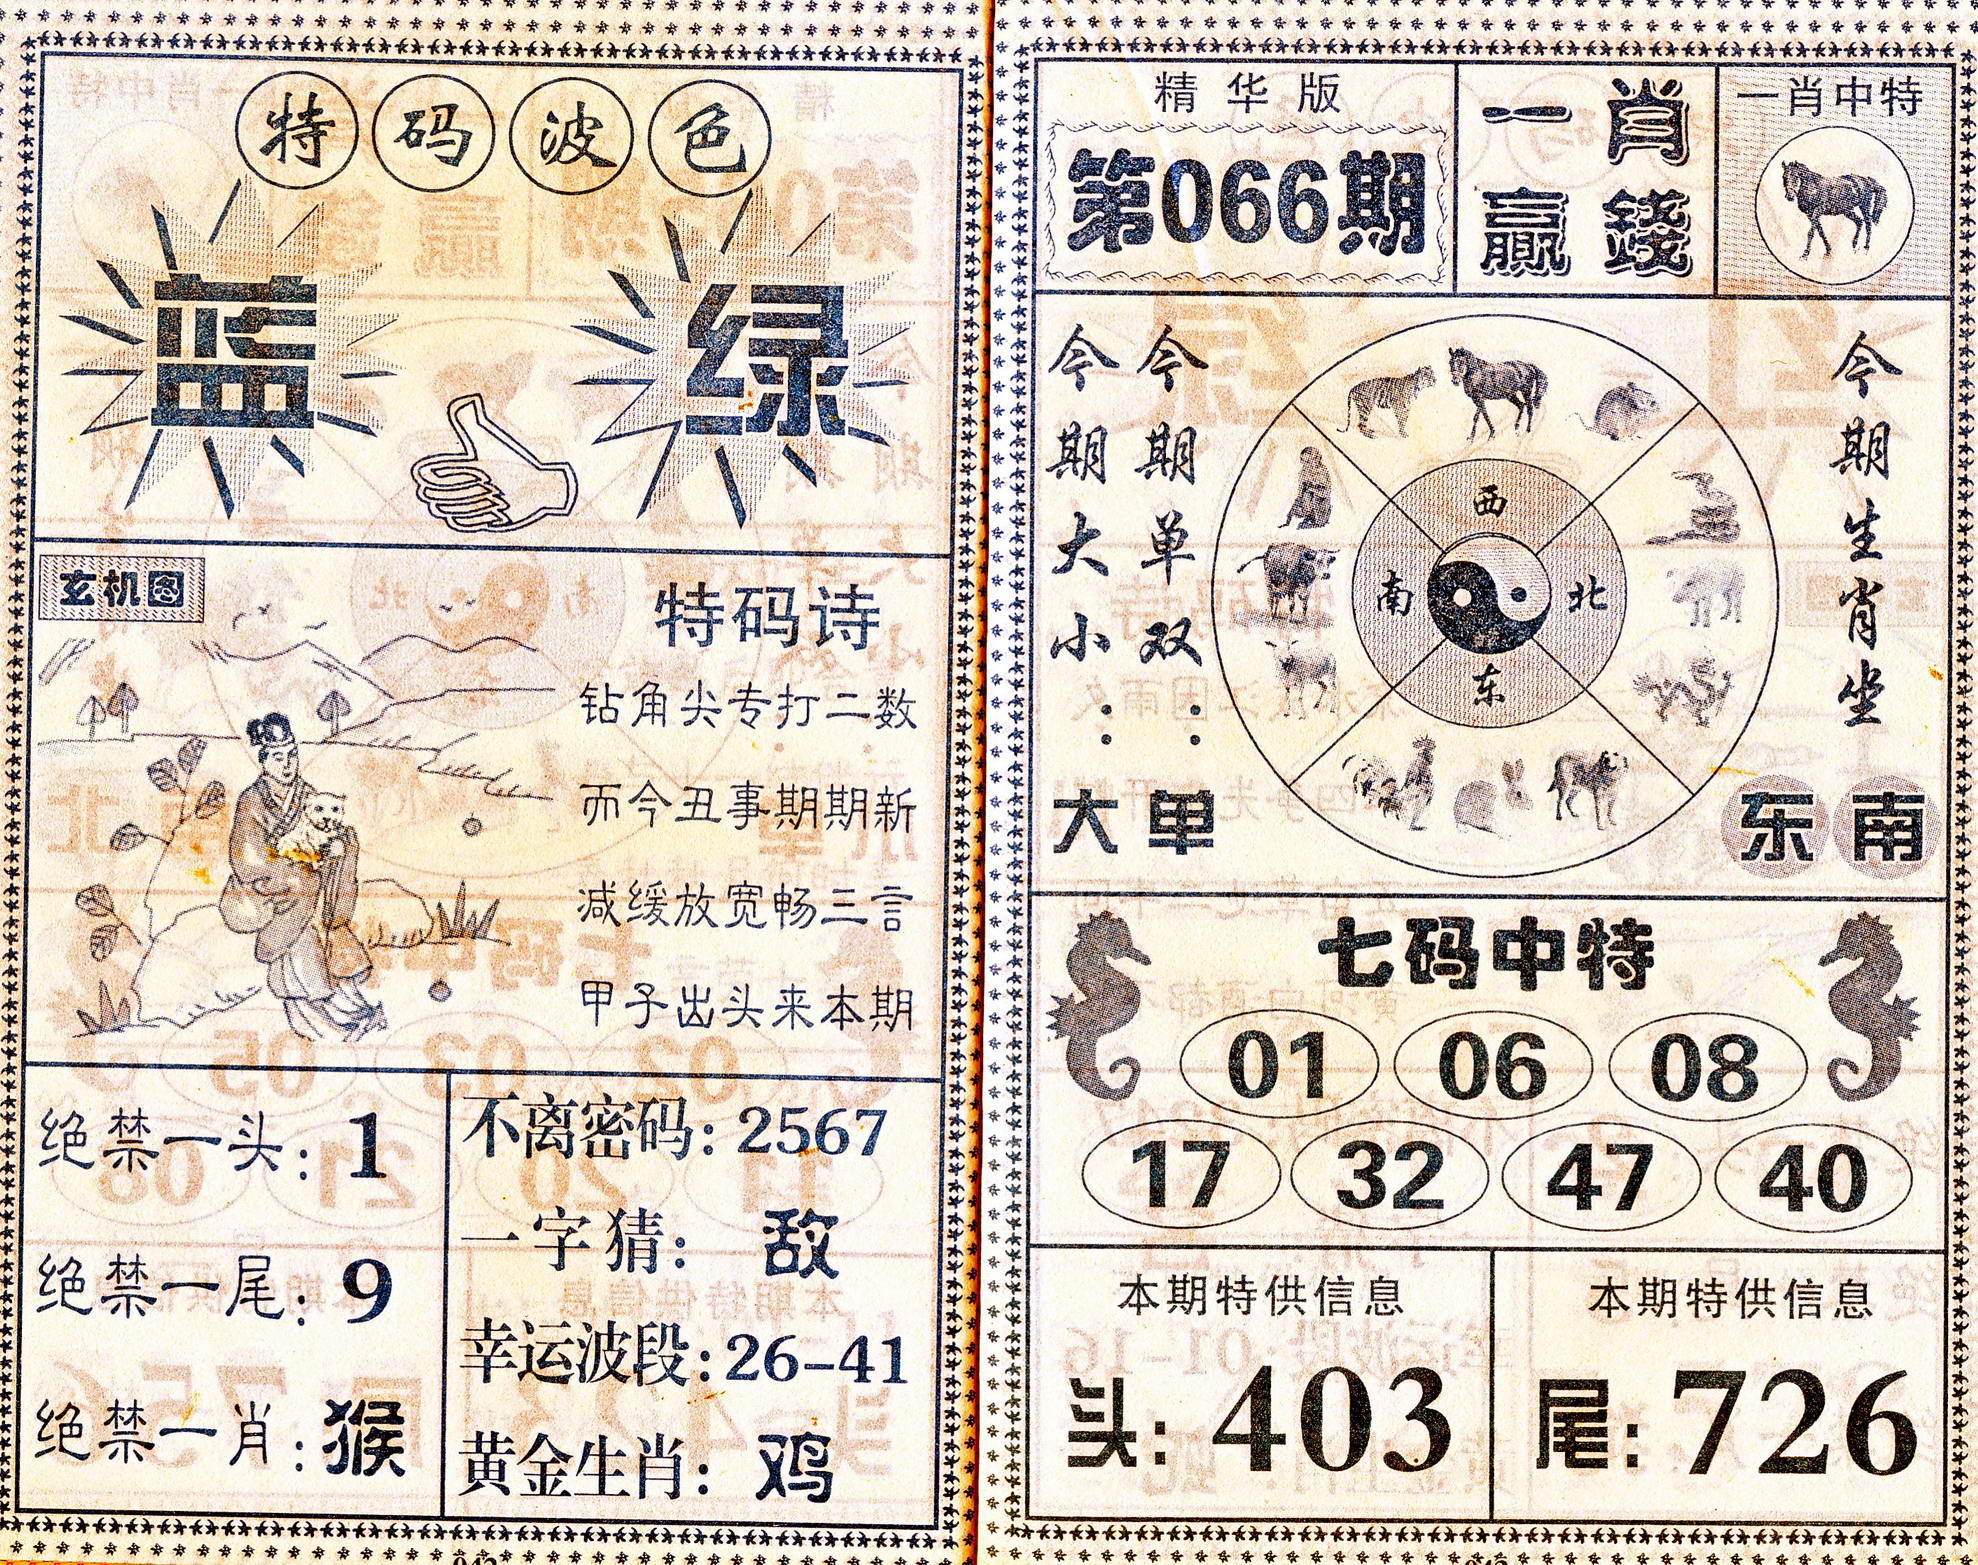 特码波色
蓝 绿
玄机图
特码诗
钻角尖专打二数
而今丑事期期新
减缓放宽畅三言
甲子出头来本期
绝禁一头: 1
绝禁一尾: 9
绝禁一肖: 猴
不离密码: 2567
一字猜: 敌
幸运波段: 26-41
黄金生肖: 鸡
精华版
第066期
一肖
赢錢
一肖中特
今期大小: 大
今期单双: 单
西
南 北
东
今期生肖坐
东南
七码中特
01 06 08
17 32 47 40
本期特供信息
头: 403
本期特供信息
尾: 726